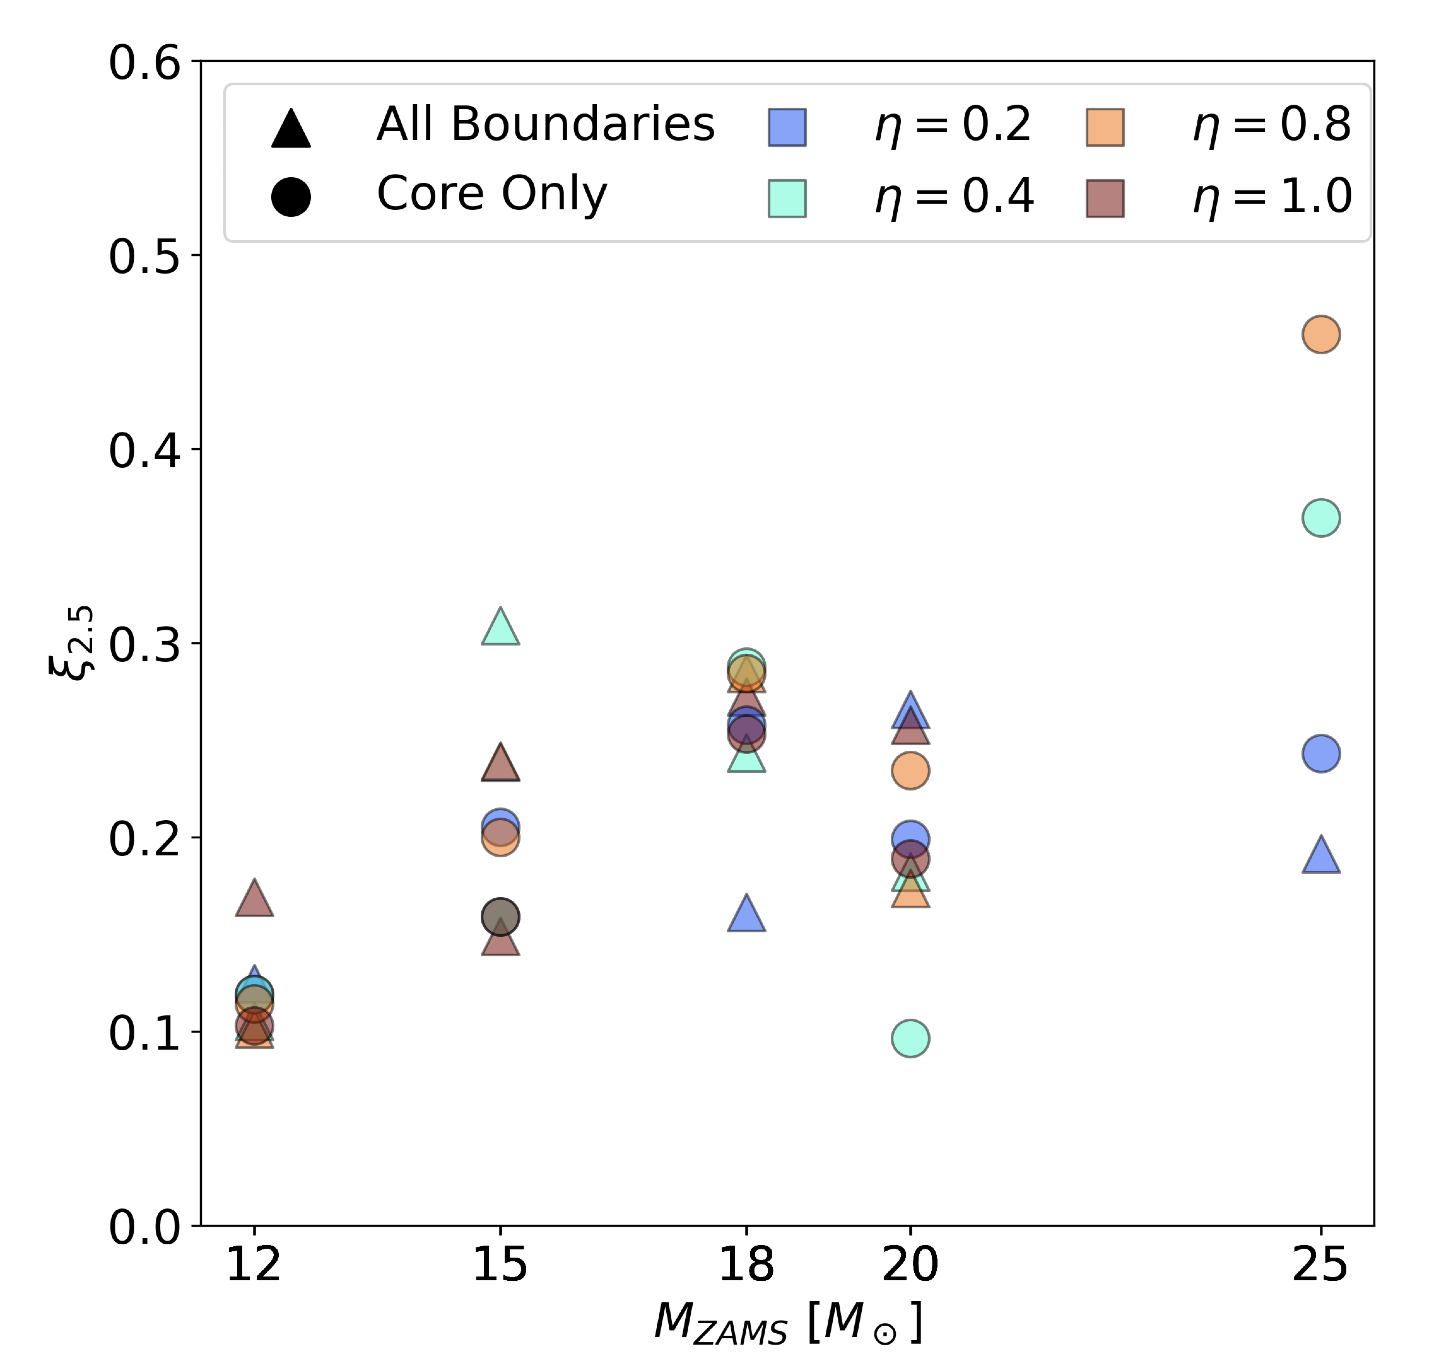 0.6
All Boundaries η = 0.2 η = 0.8
Core Only η = 0.4 η = 1.0
0.5
0.4
0.3
ξ2.5
0.2
0.1
0.0
12 15 18 20 25
MZAMS [M⊙]